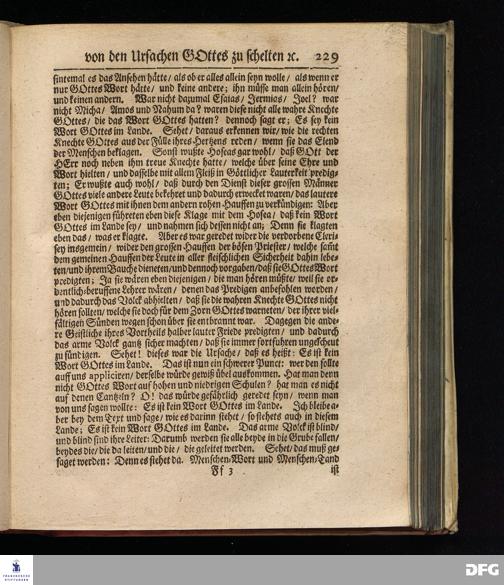 von den Ursachen GOttes zu schelten ꝛc. 229
sintemal es das Ansehen hätte/ als ob er alles allein seyn wolle/ als wenn er
nur GOttes Wort hätte/ und keine andere; ihn müsse man allein hören/
und keinen andern. War nicht dazumal Esaias/ Jermias/ Joel? war
nicht Micha/ Amos und Nahum da? waren diese nicht alle wahre Knechte
GOttes/ die das Wort GOttes hatten? dennoch sagt er; Es sey kein
Wort GOttes im Lande. Sehet/ daraus erkennen wir/ wie die rechten
Knechte GOttes aus der Fülle ihres Hertzens reden/ wenn sie das Elend
der Menschen beklagen. Sonst wußte Hoseas gar wohl/ daß GOtt der
HErr noch neben ihm treue Knechte hatte/ welche über seine Ehre und
Wort hielten/ und dasselbe mit allem Fleiß in Göttlicher Lauterkeit predig-
ten; Er wußte auch wohl/ daß durch den Dienst dieser grossen Männer
GOttes viele andere Leute bekehret und dadurch erwecket waren/ das lautere
Wort GOttes mit ihnen dem andern rohen Hauffen zu verkündigen: Aber
eben diejenigen führeten eben diese Klage mit dem Hosea/ daß kein Wort
GOttes im Lande sey/ und nahmen sich dessen nicht an; Denn sie klagten
eben das/ was er klagte. Aber es war geredet wider die verdorbene Cleri-
sey insgemein/ wider den grossen Hauffen der bösen Priester/ welche samt
dem gemeinen Hauffen der Leute in aller fleischlichen Sicherheit dahin lebe-
ten/ und ihrem Bauche dieneten/ und dennoch vorgaben/ daß sie GOttes Wort
predigten; Ja sie wären eben diejenigen/ die man hören müßte/ weil sie or-
dentlich-beruffene Lehrer wären/ denen das Predigen anbefohlen worden/
und dadurch das Volck abhielten/ daß sie die wahren Knechte GOttes nicht
hören sollten/ welche sie doch für dem Zorn GOttes warneten/ der ihrer viel-
fältigen Sünden wegen schon über sie entbrannt war. Dagegen die ande-
re Geistliche ihres Vortheils halber lauter Friede predigten/ und dadurch
das arme Volck gantz sicher machten/ daß sie immer fortfuhren ungescheuet
zu sündigen. Sehet! dieses war die Ursache/ daß es heißt: Es ist kein
Wort GOttes im Lande. Das ist nun ein schwerer Punct: wer den sollte
auff uns appliciren/ derselbe würde gewiß übel auskommen. Hat man denn
nicht GOttes Wort auf hohen und niedrigen Schulen? hat man es nicht
auf denen Cantzeln? O! das würde gefährlich geredet seyn/ wenn man
von uns sagen wollte: Es ist kein Wort GOttes im Lande. Ich bleibe a-
ber bey dem Text und sage/ wie es darinn stehet/ so stehets auch in diesem
Lande; Es ist kein Wort GOttes im Lande. Das arme Volck ist blind/
und blind sind ihre Leiter: Darumb werden sie alle beyde in die Grube fallen/
beydes die/ die da leiten/ und die/ die geleitet werden. Sehet/ das muß ge-
saget werden: Denn es stehet da. Menschen-Wort und Menschen-Tand
Ff 3 ist
FRANCKESCHE
STIFTUNGEN
DFG